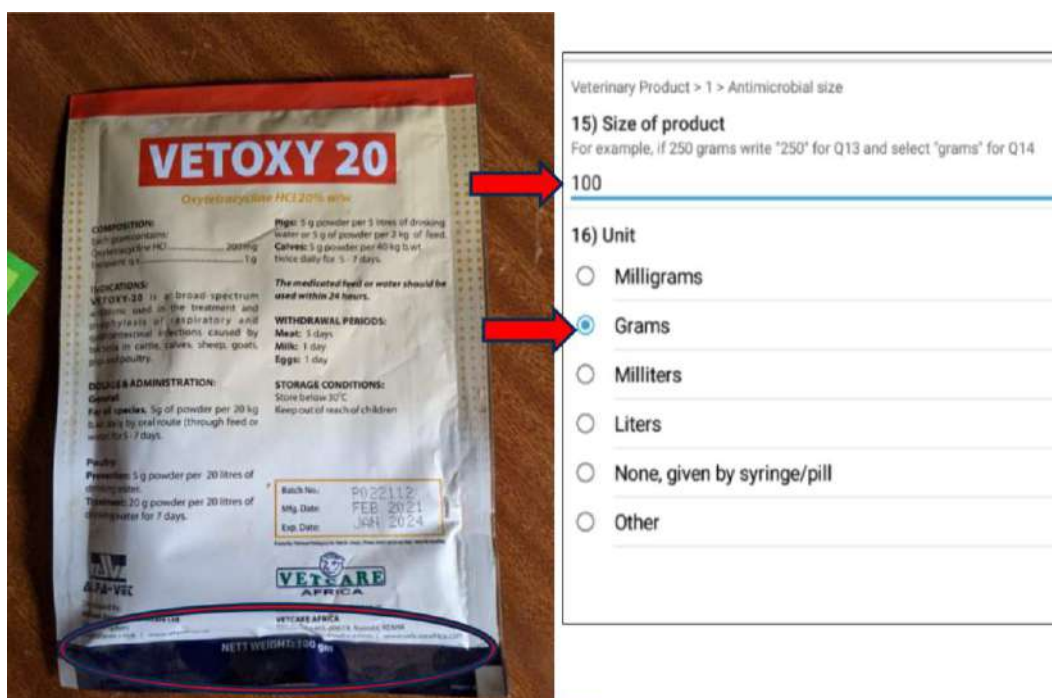 VETOXY 20
Oxytetracycline HCl 20% w/w
COMPOSITION:
Each gram contains:
Oxytetracycline HCl 200mg
Excipient q.s. 1g
INDICATIONS:
VETOXY-20 is a broad spectrum
antibiotic used in the treatment and
prophylaxis of respiratory and
gastrointestinal infections caused by
bacteria in cattle, calves, sheep, goats,
pigs and poultry.
DOSAGE & ADMINISTRATION:
General:
For all species, 5g of powder per 20 kg
b.wt daily by oral route (through feed or
water for 5-7 days.
Poultry
Prevention: 5 g powder per 20 litres of
drinking water.
Treatment: 20 g powder per 20 litres of
drinking water for 7 days.
Pigs: 5 g powder per 5 litres of drinking
water or 5 g of powder per 2 kg of feed.
Calves: 5 g powder per 40 kg b.wt
twice daily for 5 - 7 days.
The medicated feed or water should be
used within 24 hours.
WITHDRAWAL PERIODS:
Meat: 5 days
Milk: 1 day
Eggs: 1 day
STORAGE CONDITIONS:
Store below 30°C
Keep out of reach of children
Batch No.: P022112
Mfg. Date: FEB 2021
Exp. Date: JAN 2024
ALFA-VET
VETCARE
AFRICA
VETCARE AFRICA
NETT WEIGHT: 100 gm
Veterinary Product > 1 > Antimicrobial size
15) Size of product
For example, if 250 grams write "250" for Q13 and select "grams" for Q14
100
16) Unit
Milligrams
Grams
Milliters
Liters
None, given by syringe/pill
Other